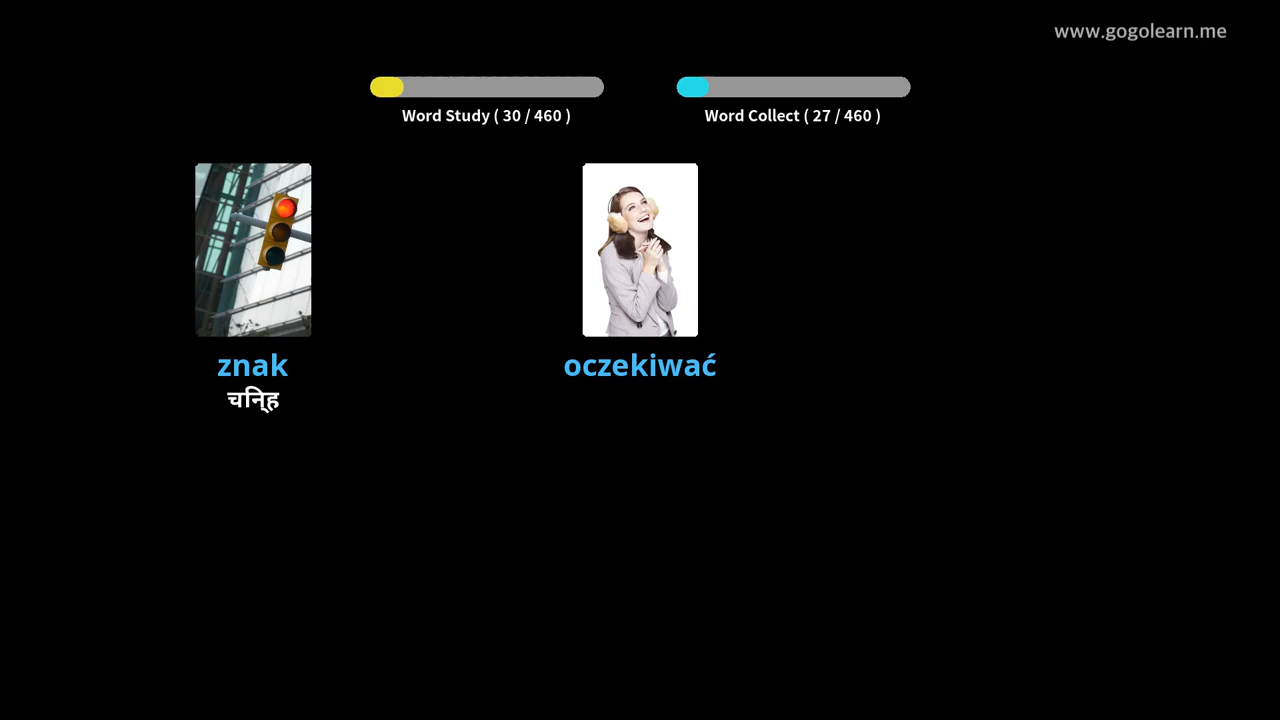 www.gogolearn.me
Word Study ( 30 / 460 )
Word Collect ( 27 / 460 )
znak
oczekiwać
चिन्ह